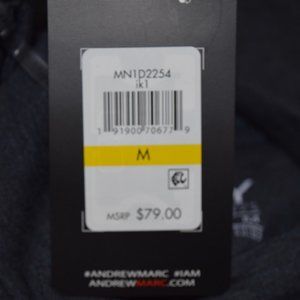 MN1D2254
ik1
1 91900 70677 9
M
MSRP $79.00
#ANDREWMARC #IAM
ANDREWMARC.COM